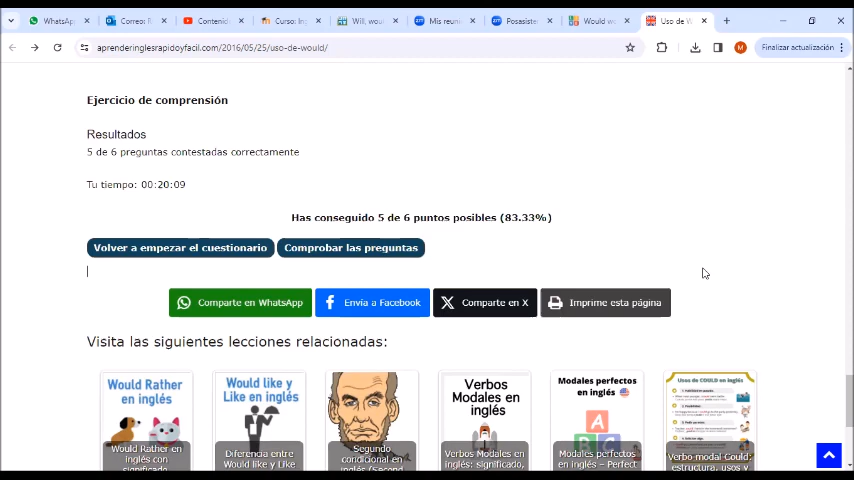 WhatsApp
Correo: R
Contenido
Curso: In
Will, wou
Mis reuni
Posasiste
Would wo
Uso de W
aprenderinglesrapidoyfacil.com/2016/05/25/uso-de-would/
M
Finalizar actualización
Ejercicio de comprensión
Resultados
5 de 6 preguntas contestadas correctamente
Tu tiempo: 00:20:09
Has conseguido 5 de 6 puntos posibles (83.33%)
Volver a empezar el cuestionario
Comprobar las preguntas
Comparte en WhatsApp
Envía a Facebook
Comparte en X
Imprime esta página
Visita las siguientes lecciones relacionadas:
Would Rather
en inglés
Would Rather en
inglés con
significado,
Would like y
Like en inglés
Diferencia entre
Would like y Like
Segundo
condicional en
inglés (Second
Verbos
Modales en
inglés
Verbos Modales en
inglés: significado,
Modales perfectos
en inglés
A
B C
Modales perfectos
en inglés – Perfect
Usos de COULD en inglés
Verbo modal Could:
estructura, usos y